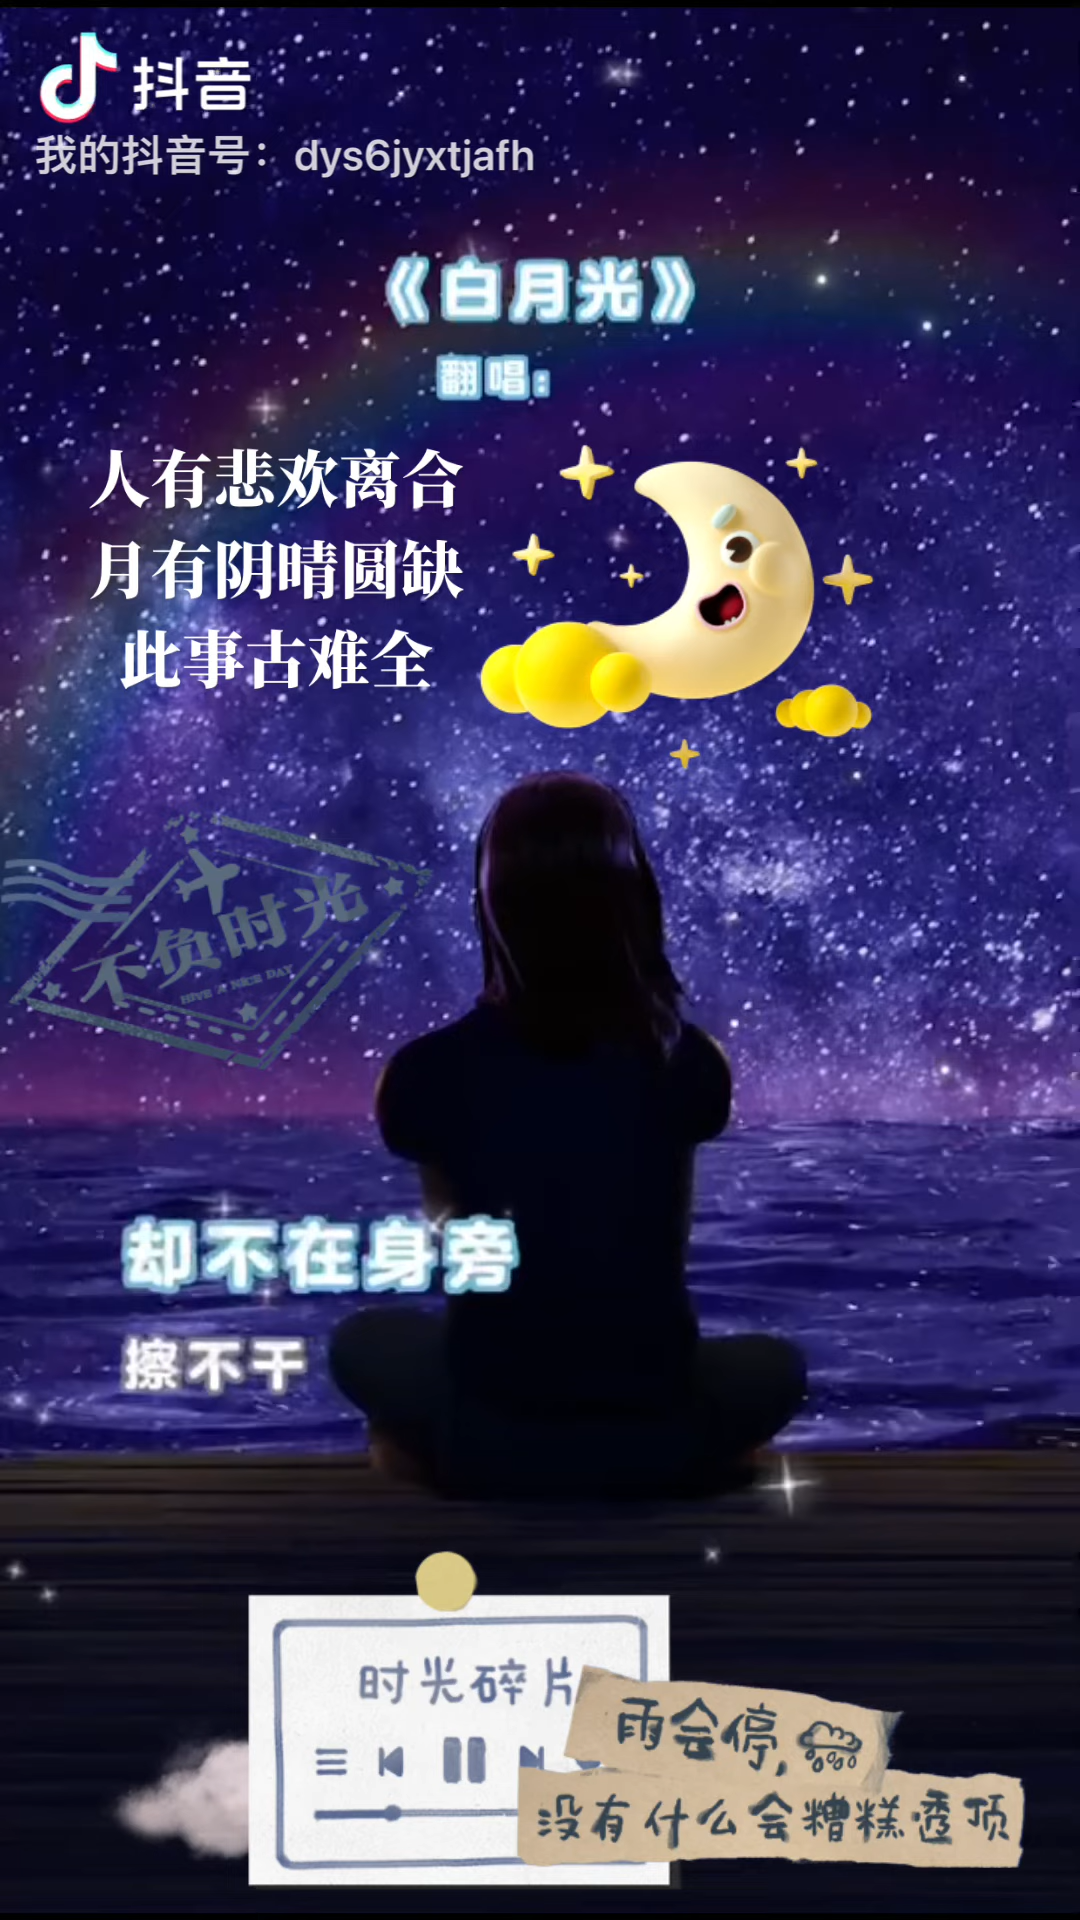 抖音
我的抖音号：dys6jyxtjafh
《白月光》
翻唱：
人有悲欢离合
月有阴晴圆缺
此事古难全
不负时光
HIVE A NICE DAY
却不在身旁
擦不干
时光碎片
雨会停,
没有什么会糟糕透顶